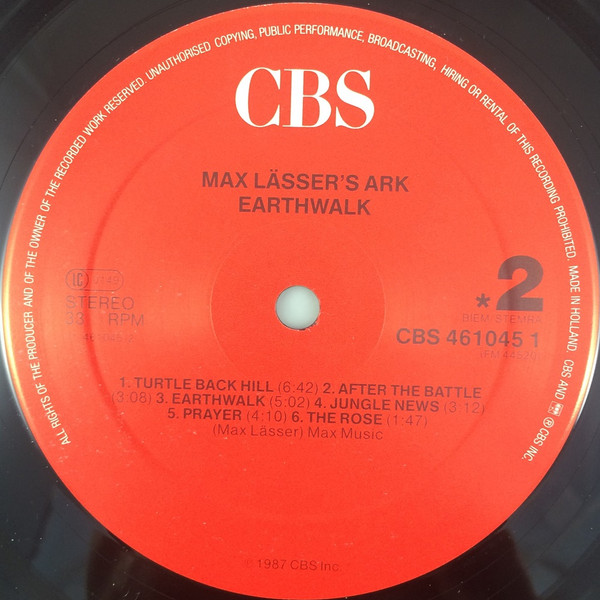 ALL RIGHTS OF THE PRODUCER AND OF THE OWNER OF THE RECORDED WORK RESERVED. UNAUTHORISED COPYING, PUBLIC PERFORMANCE, BROADCASTING, HIRING OR RENTAL OF THIS RECORDING PROHIBITED. MADE IN HOLLAND. CBS AND ℗ CBS INC.
CBS
MAX LÄSSER'S ARK
EARTHWALK
LC 0149
STEREO
33 RPM
*2
BIEM/STEMRA
CBS 461045 1
1. TURTLE BACK HILL (6:42) 2. AFTER THE BATTLE
(3:08) 3. EARTHWALK (5:02) 4. JUNGLE NEWS (3:12)
5. PRAYER (4:10) 6. THE ROSE (1:47)
(Max Lässer) Max Music
© 1987 CBS Inc.